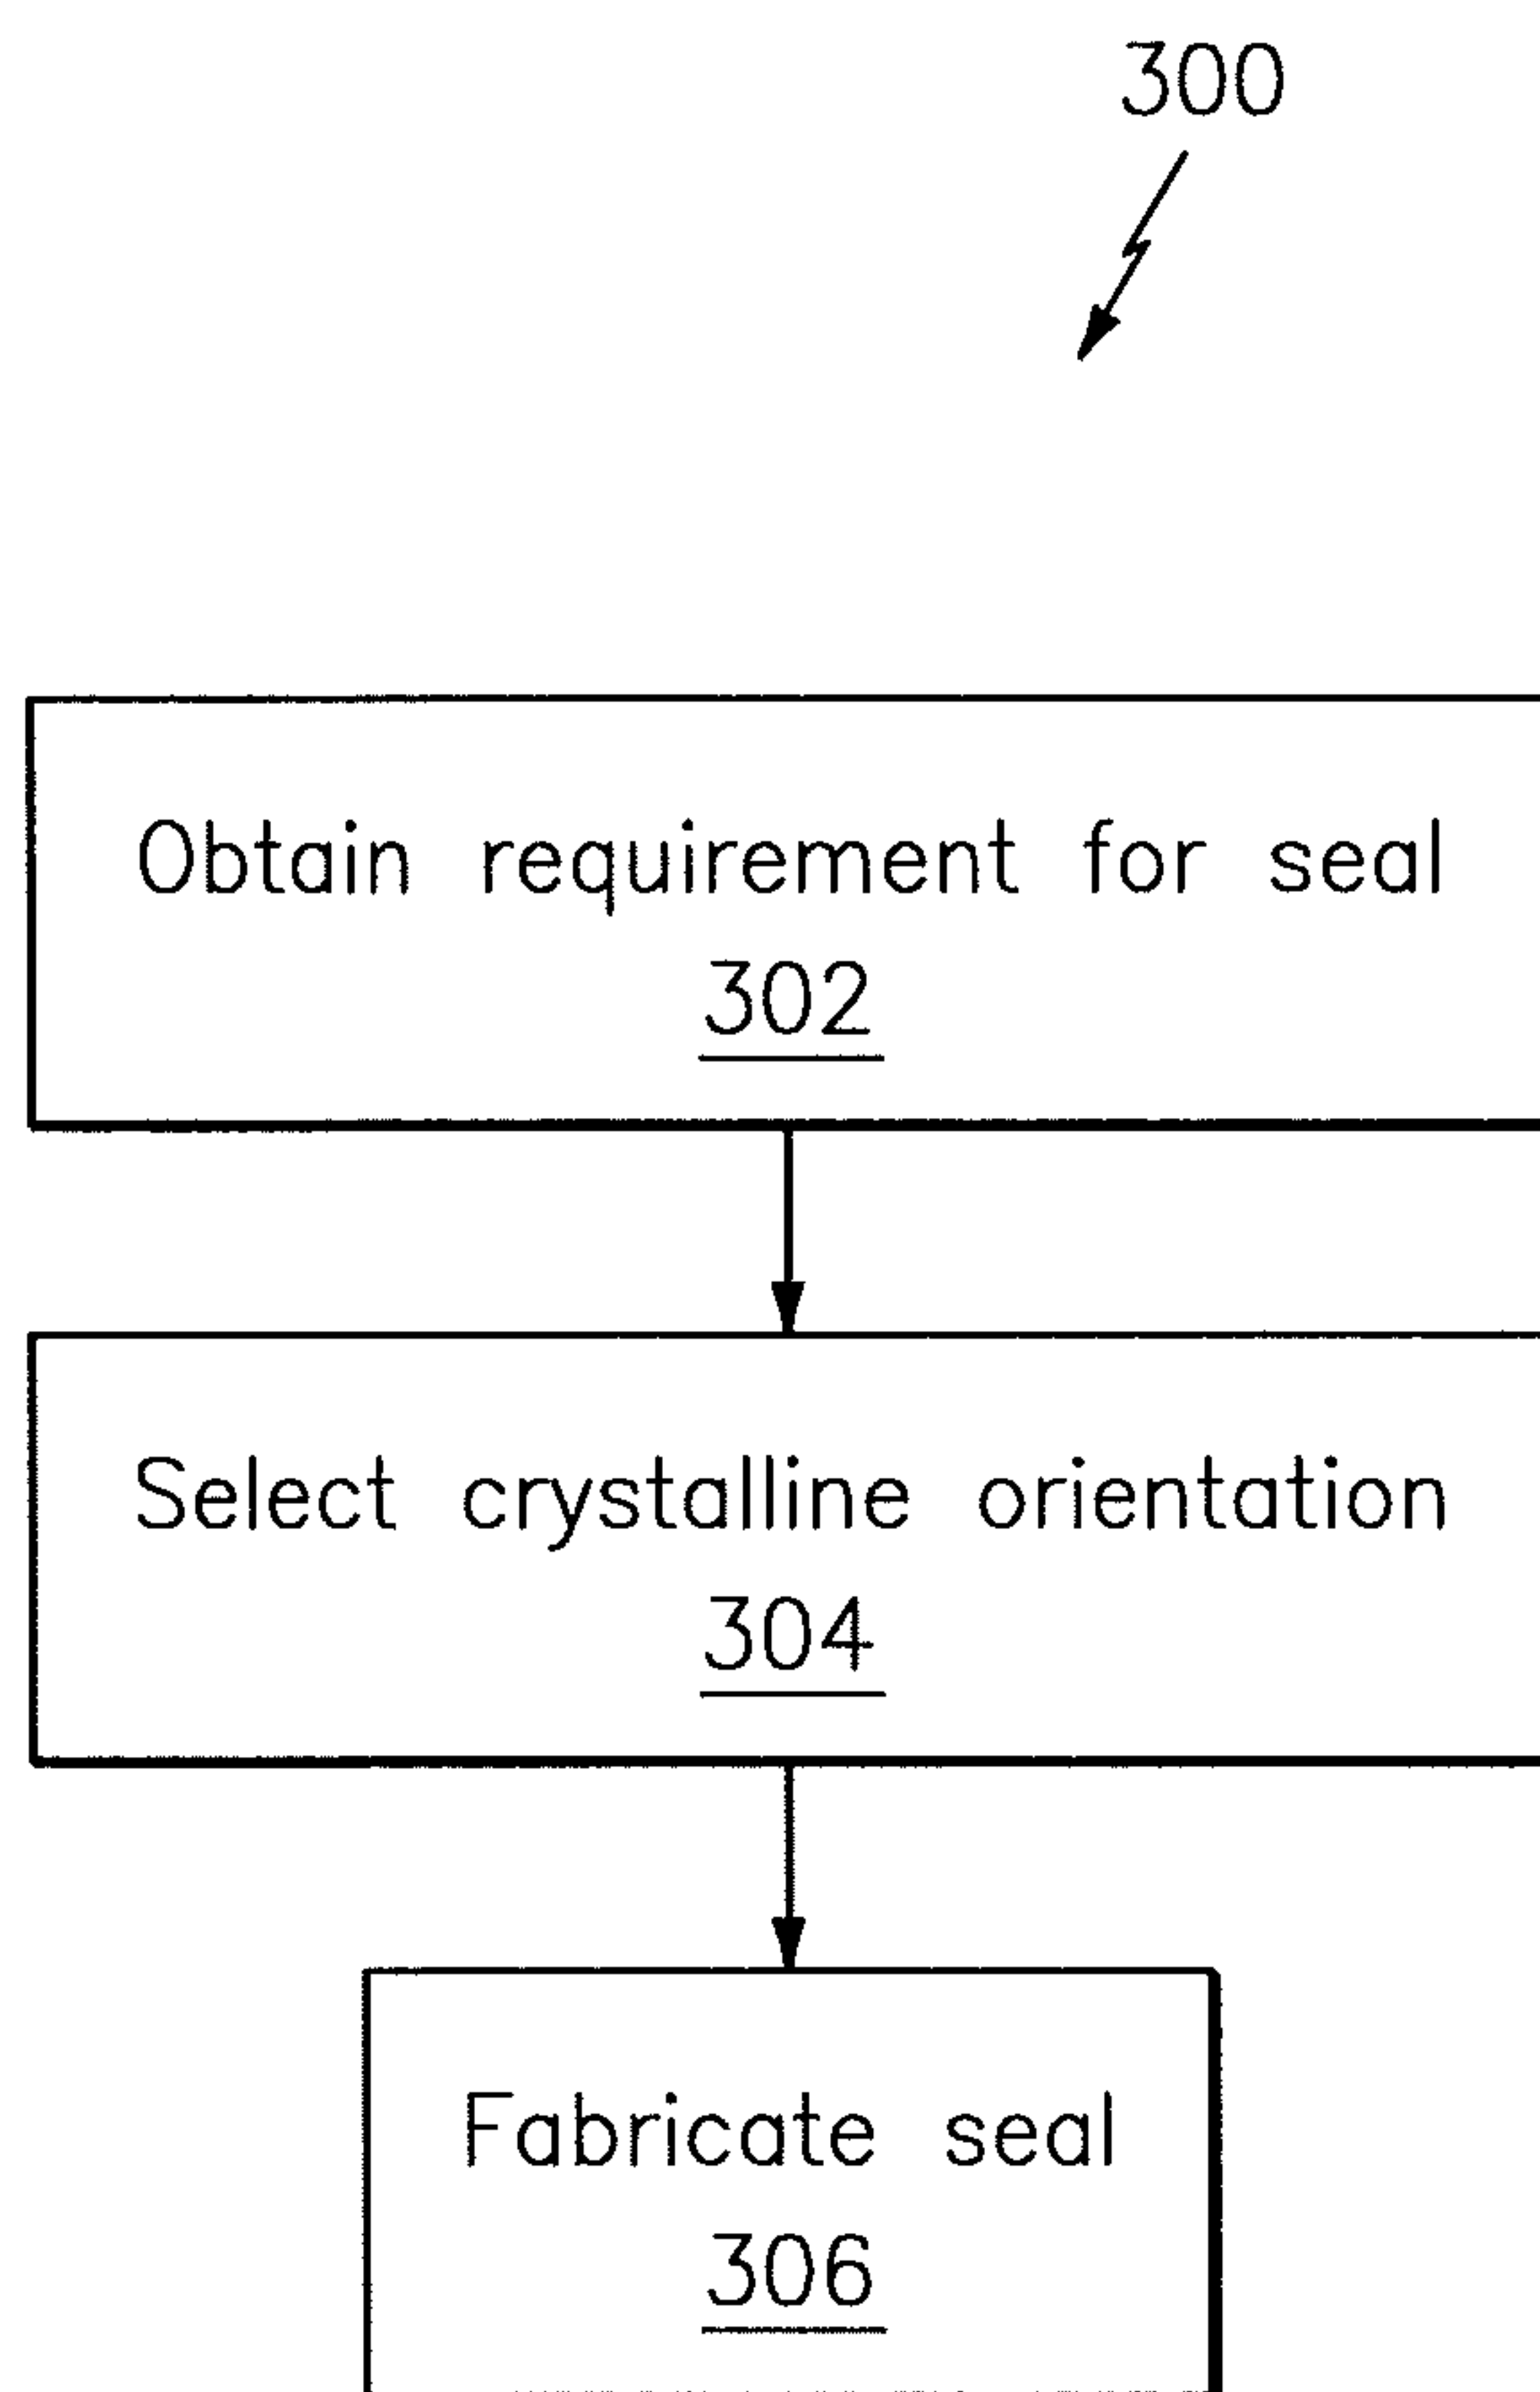 300
Obtain requirement for seal
302
Select crystalline orientation
304
Fabricate seal
306